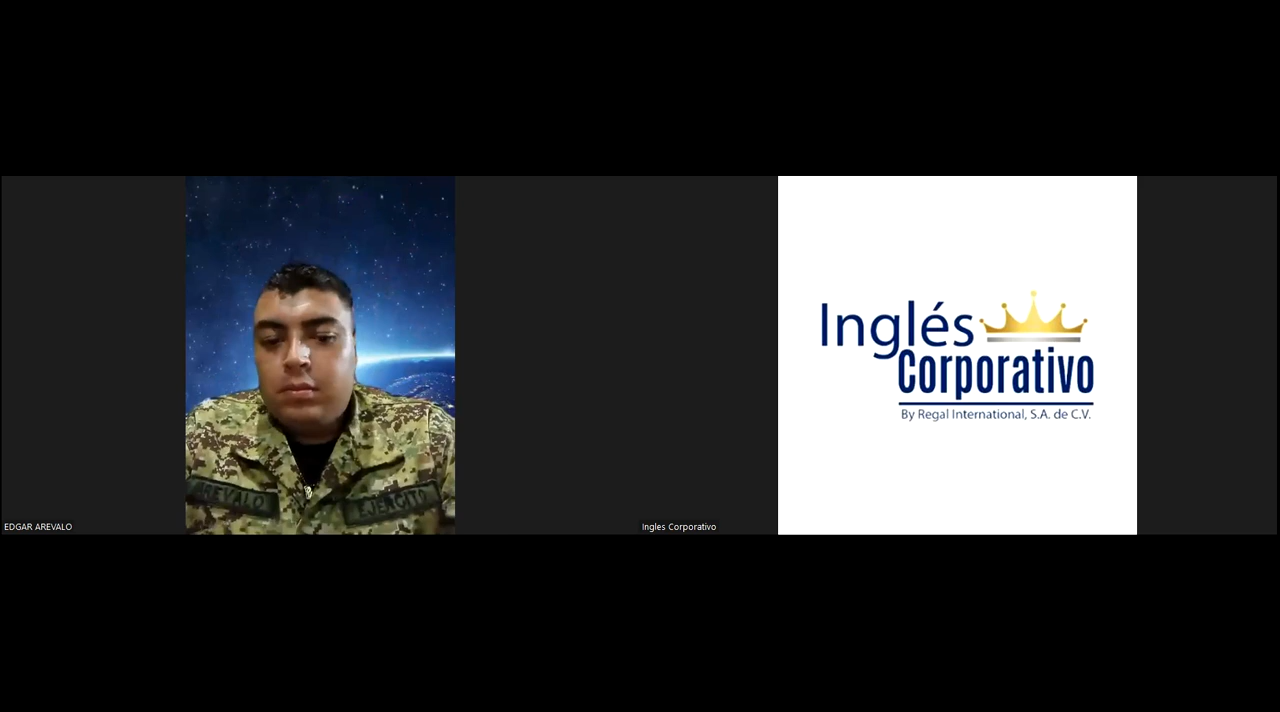 AREVALO
EJERCITO
EDGAR AREVALO
Inglés
Corporativo
By Regal International, S.A. de C.V.
Ingles Corporativo